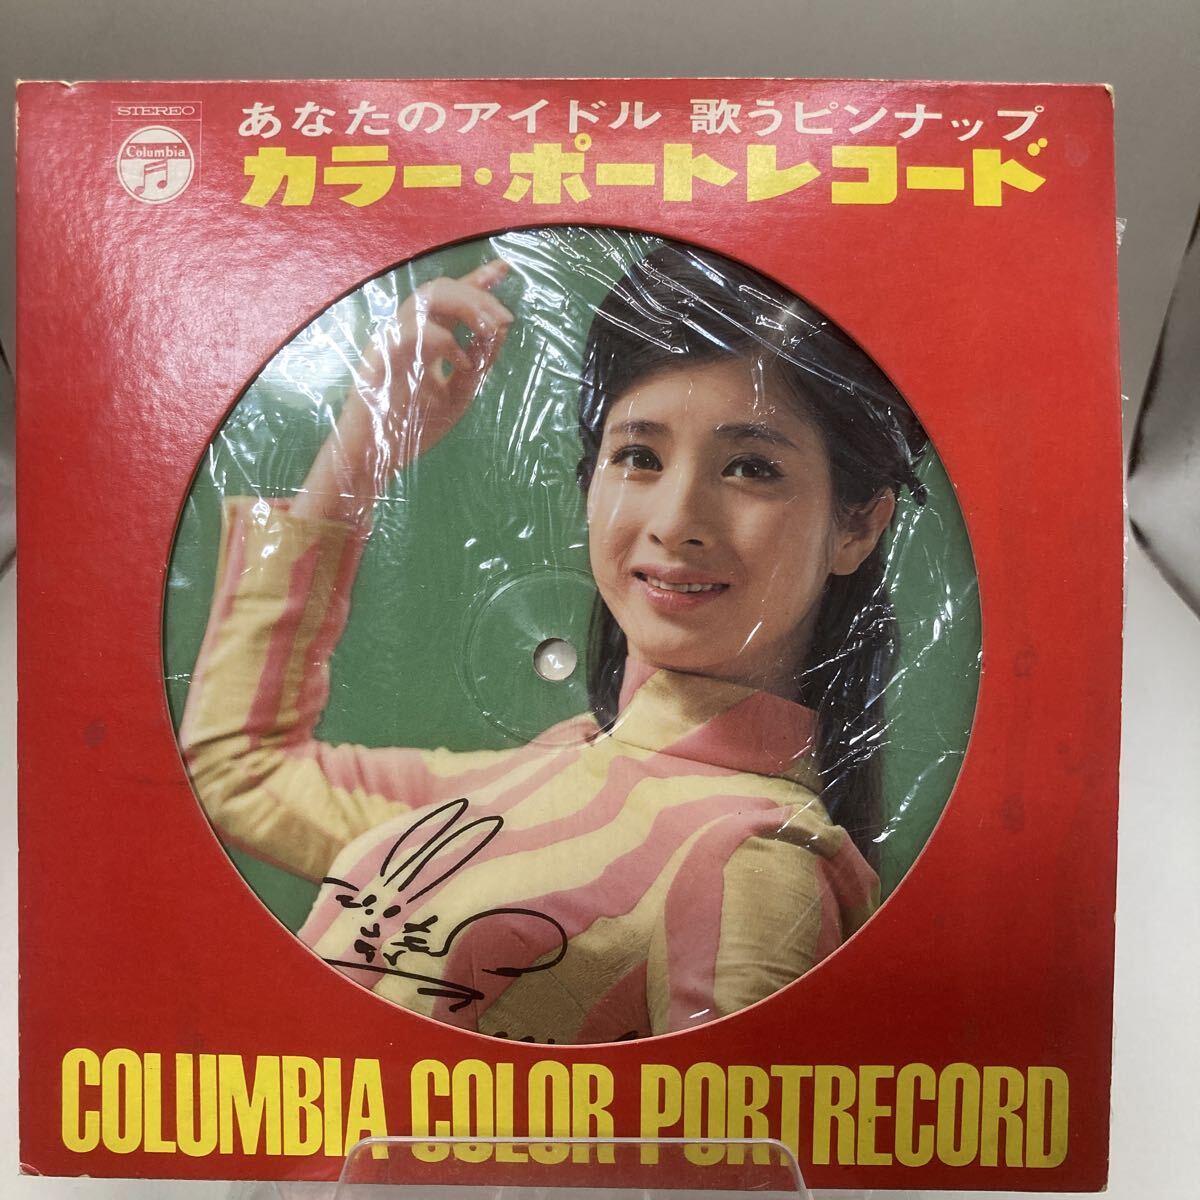 STEREO
Columbia
あなたのアイドル 歌うピンナップ
カラー・ポートレコード
COLUMBIA COLOR PORTRECORD